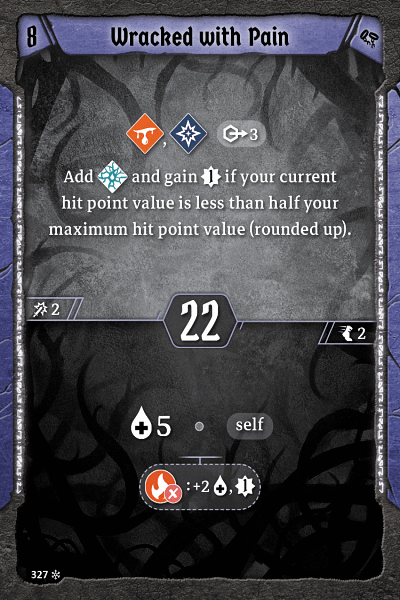 8 Wracked with Pain
, 3
Add and gain if your current
hit point value is less than half your
maximum hit point value (rounded up).
2
22
2
5 self
:+2 ,
327